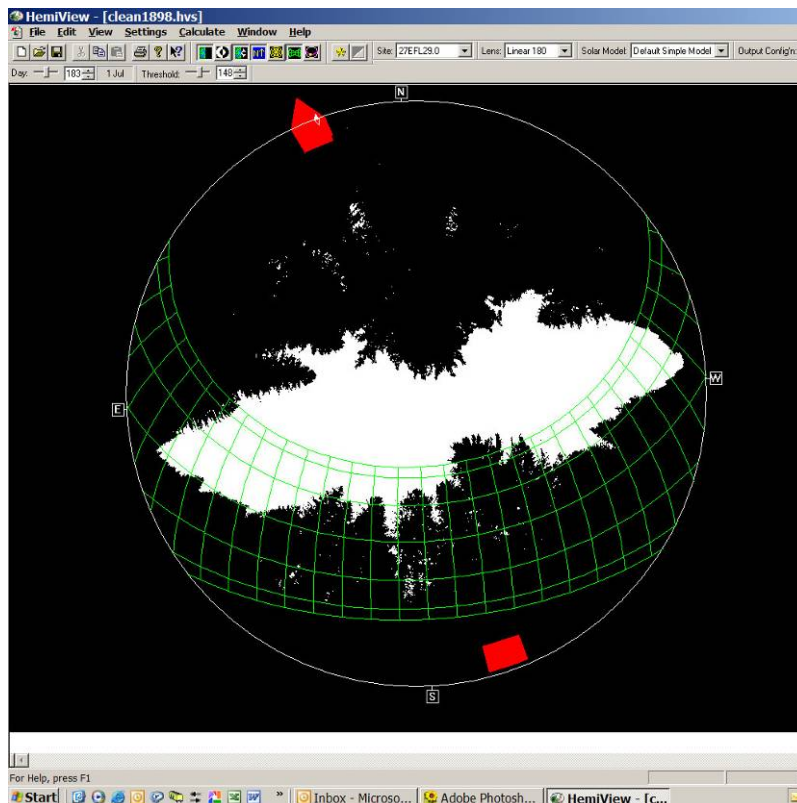 HemiView - [clean1898.hvs]
File Edit View Settings Calculate Window Help
Site: 27EFL29.0 Lens: Linear 180 Solar Model: Default Simple Model Output Config'n:
Day: 183 1 Jul Threshold: 148
N
W
E
S
For Help, press F1
Start » Inbox - Microso... Adobe Photosh... HemiView - [c...